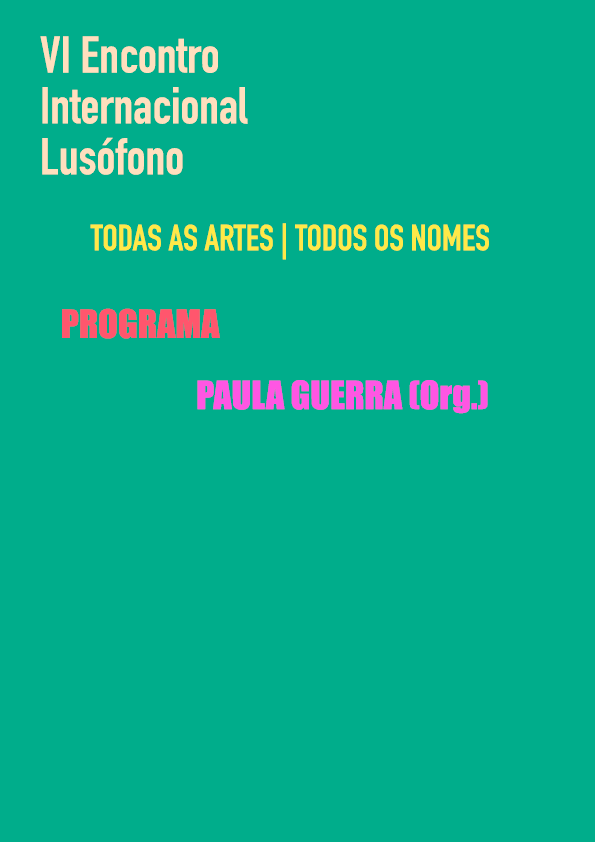 VI Encontro
Internacional
Lusófono
TODAS AS ARTES | TODOS OS NOMES
PROGRAMA
PAULA GUERRA (Org.)